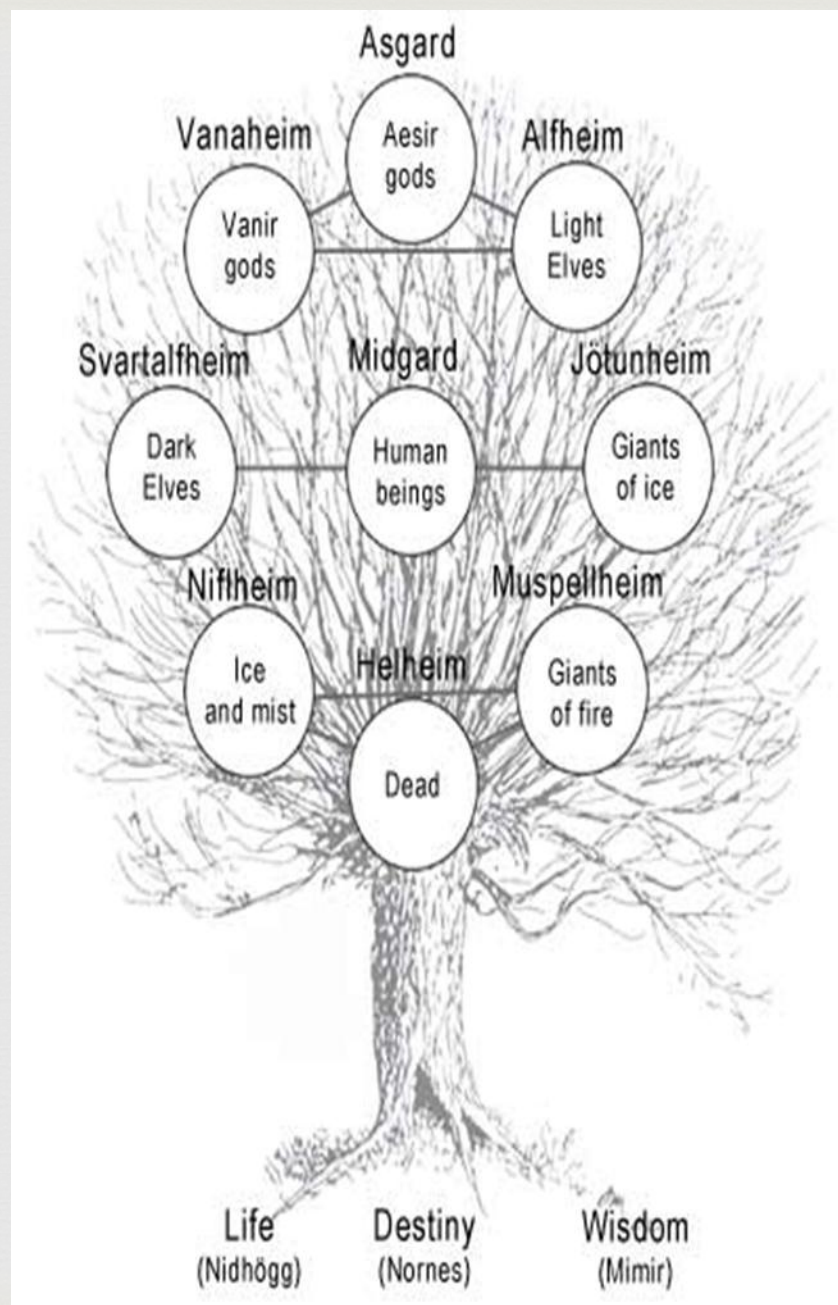 Asgard
Aesir
gods
Vanaheim
Vanir
gods
Alfheim
Light
Elves
Svartalfheim
Dark
Elves
Midgard
Human
beings
Jötunheim
Giants
of ice
Niflheim
Ice
and mist
Muspellheim
Giants
of fire
Helheim
Dead
Life
(Nidhögg)
Destiny
(Nornes)
Wisdom
(Mimir)